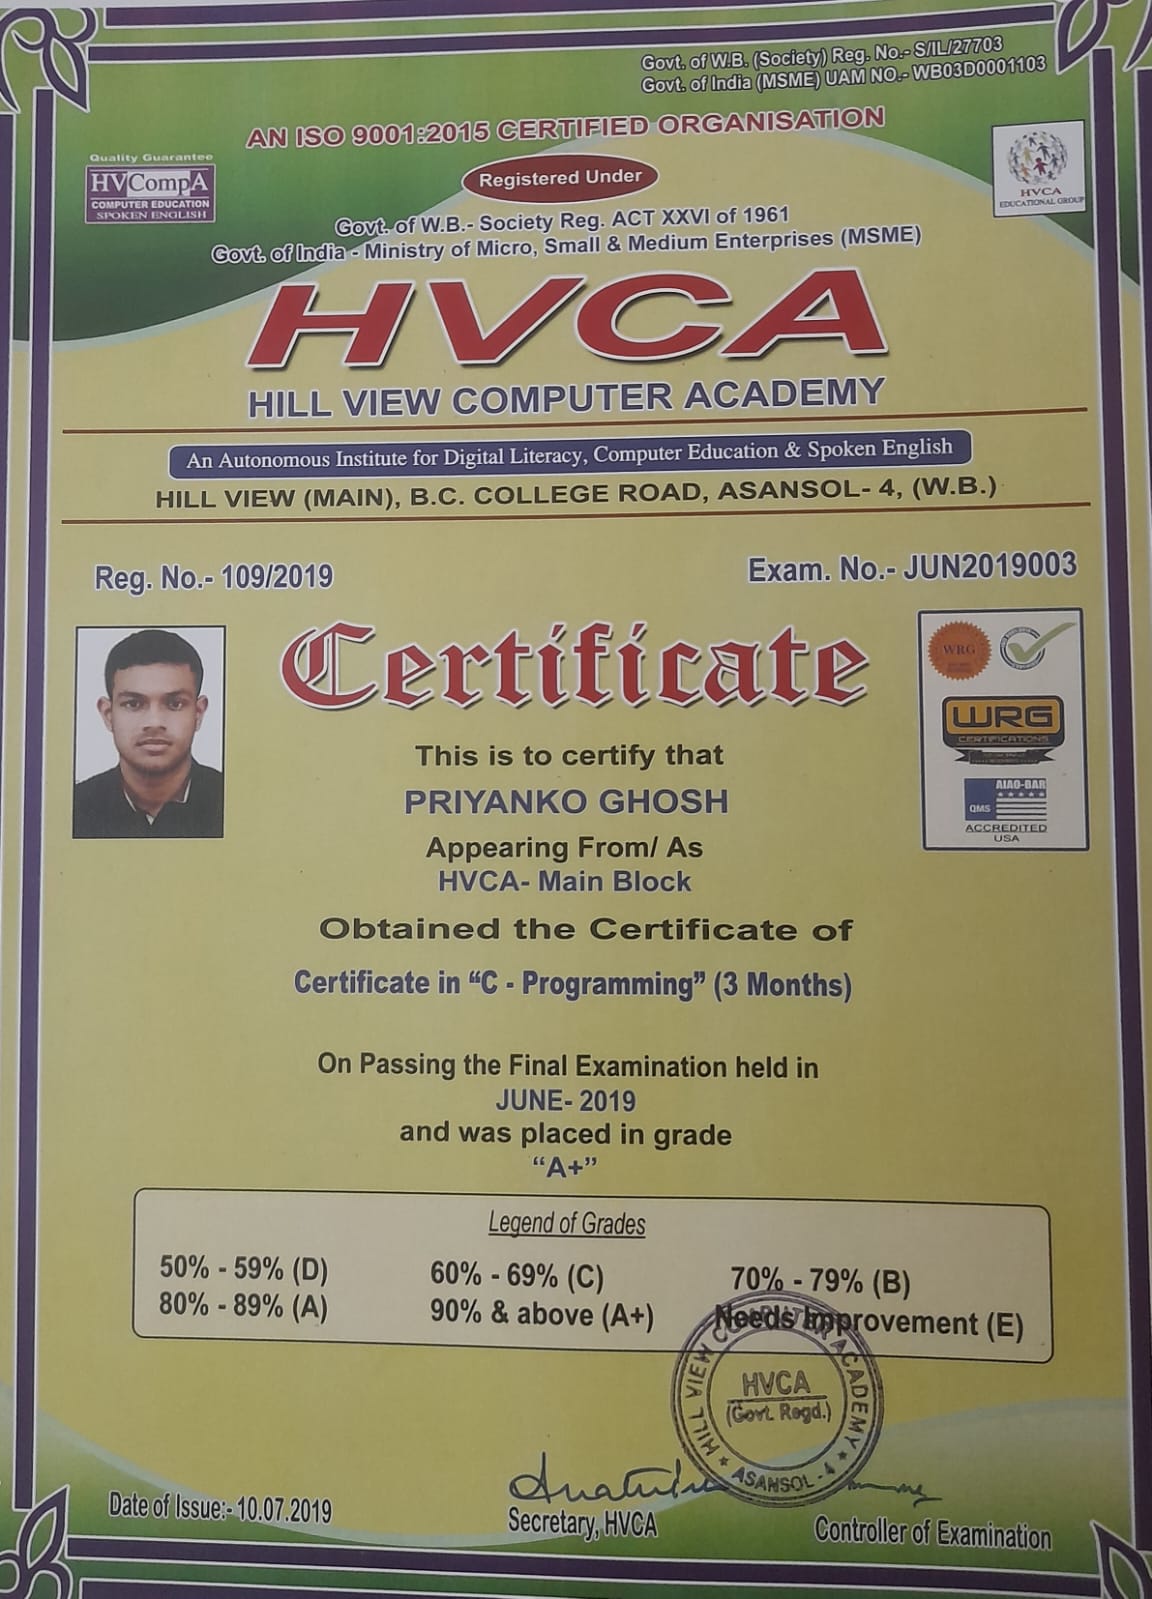 Govt. of W.B. (Society) Reg. No.- S/IL/27703
Govt. of India (MSME) UAM NO.- WB03D0001103
AN ISO 9001:2015 CERTIFIED ORGANISATION
Quality Guarantee
HVCompA
COMPUTER EDUCATION
SPOKEN ENGLISH
Registered Under
HVCA
EDUCATIONAL GROUP
Govt. of W.B.- Society Reg. ACT XXVI of 1961
Govt. of India - Ministry of Micro, Small & Medium Enterprises (MSME)
HVCA
HILL VIEW COMPUTER ACADEMY
An Autonomous Institute for Digital Literacy, Computer Education & Spoken English
HILL VIEW (MAIN), B.C. COLLEGE ROAD, ASANSOL- 4, (W.B.)
Reg. No.- 109/2019
Exam. No.- JUN2019003
Certificate
WRG
WRG
CERTIFICATIONS
AIAO-BAR
QMS
ACCREDITED
USA
This is to certify that
PRIYANKO GHOSH
Appearing From/ As
HVCA- Main Block
Obtained the Certificate of
Certificate in “C - Programming” (3 Months)
On Passing the Final Examination held in
JUNE- 2019
and was placed in grade
“A+”
Legend of Grades
50% - 59% (D) 60% - 69% (C) 70% - 79% (B)
80% - 89% (A) 90% & above (A+) Needs Improvement (E)
HILL VIEW COMPUTER ACADEMY
HVCA
(Govt. Regd.)
ASANSOL - 4
Date of Issue:- 10.07.2019
Secretary, HVCA
Controller of Examination